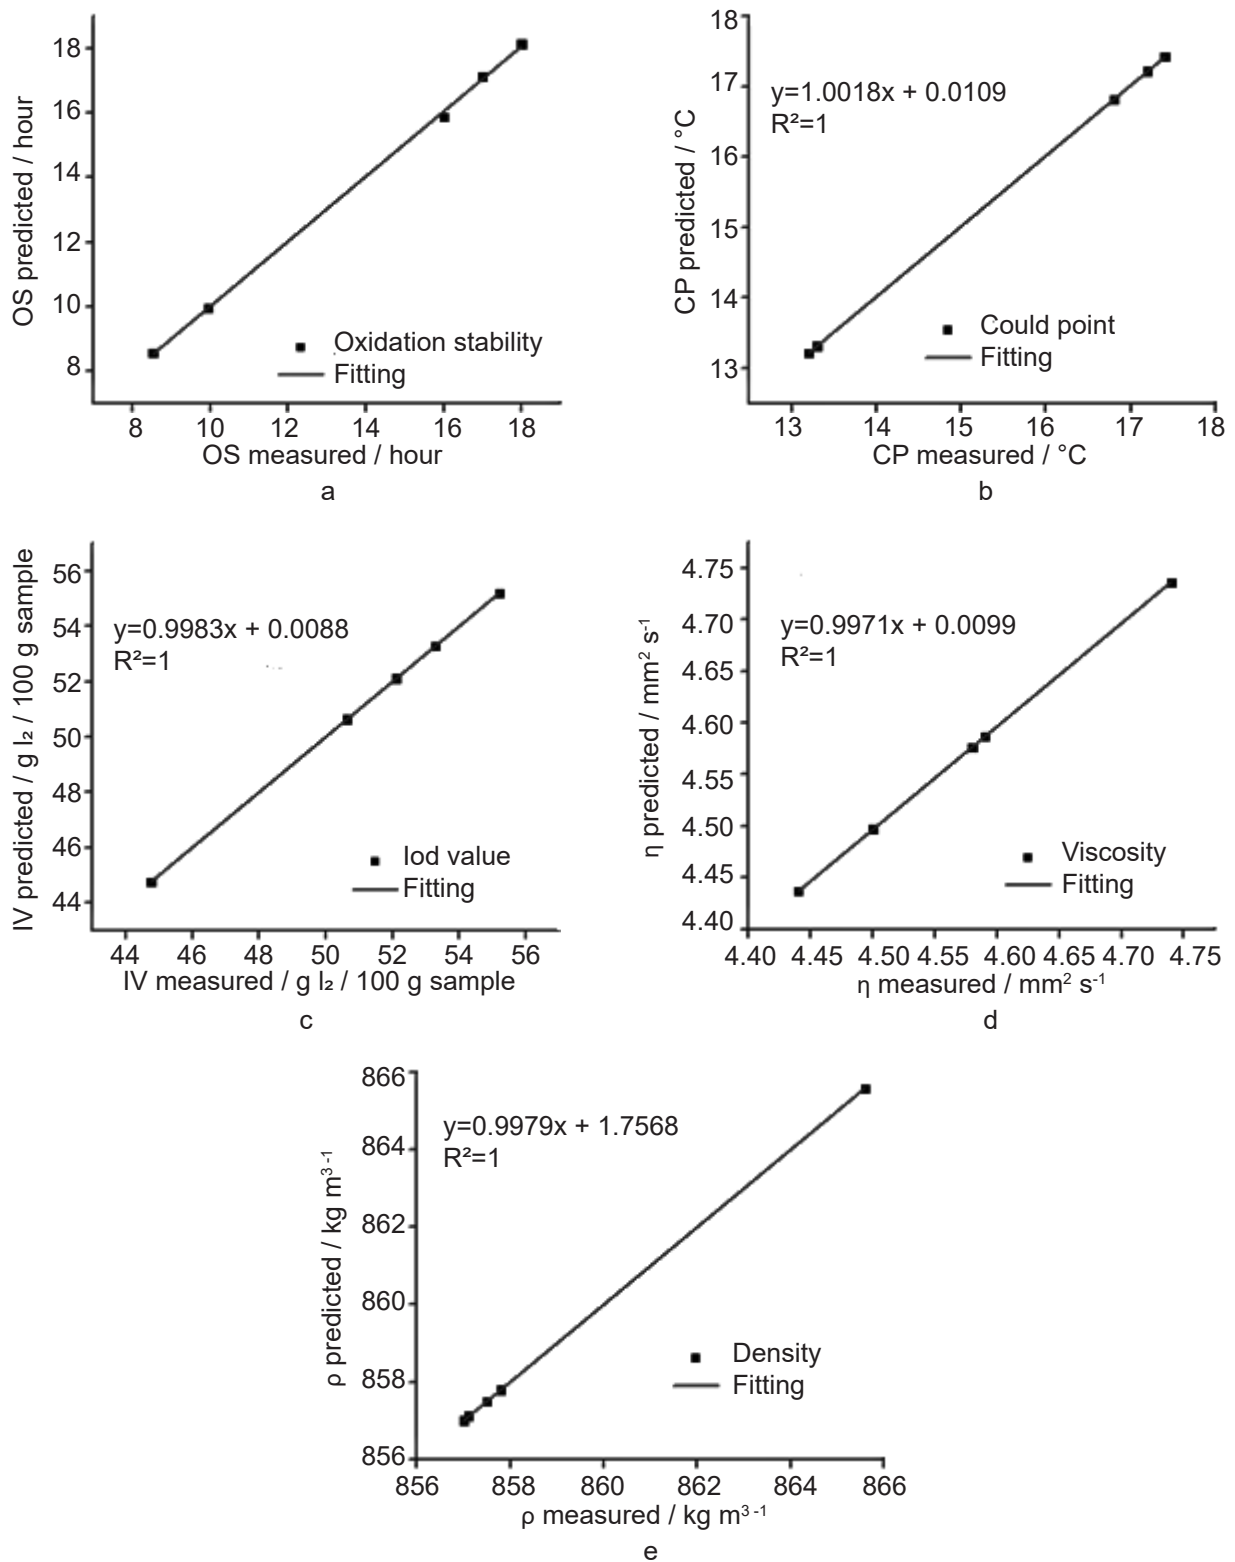 OS predicted / hour
18
16
14
12
10
8
Oxidation stability
Fitting
8 10 12 14 16 18
OS measured / hour
a
CP predicted / °C
18
17
16
15
14
13
y=1.0018x + 0.0109
R²=1
Could point
Fitting
13 14 15 16 17 18
CP measured / °C
b
IV predicted / g I₂ / 100 g sample
56
54
52
50
48
46
44
y=0.9983x + 0.0088
R²=1
Iod value
Fitting
44 46 48 50 52 54 56
IV measured / g I₂ / 100 g sample
c
η predicted / mm² s⁻¹
4.75
4.70
4.65
4.60
4.55
4.50
4.45
4.40
y=0.9971x + 0.0099
R²=1
Viscosity
Fitting
4.40 4.45 4.50 4.55 4.60 4.65 4.70 4.75
η measured / mm² s⁻¹
d
ρ predicted / kg m³ ⁻¹
866
864
862
860
858
856
y=0.9979x + 1.7568
R²=1
Density
Fitting
856 858 860 862 864 866
ρ measured / kg m³ ⁻¹
e